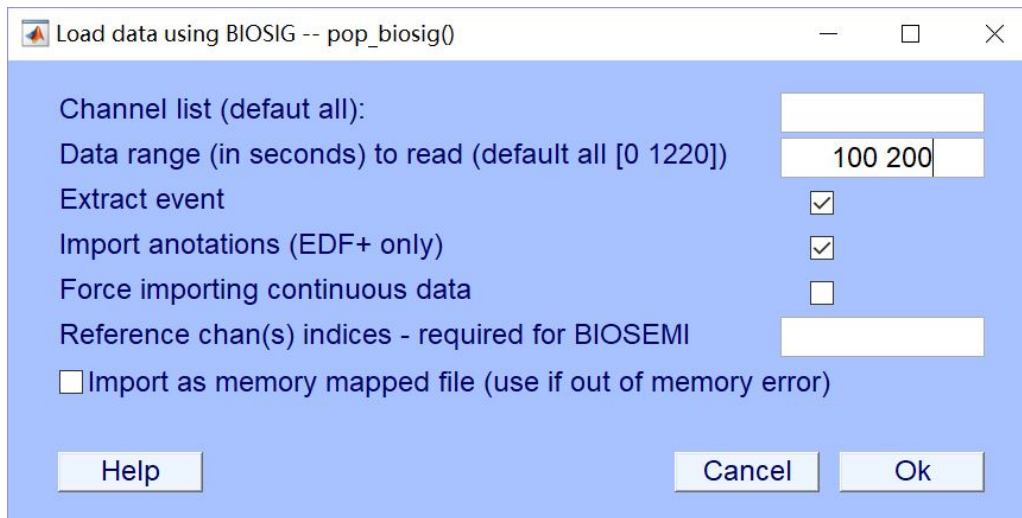 Load data using BIOSIG -- pop_biosig()
Channel list (defaut all):
Data range (in seconds) to read (default all [0 1220]) 100 200
Extract event
Import anotations (EDF+ only)
Force importing continuous data
Reference chan(s) indices - required for BIOSEMI
Import as memory mapped file (use if out of memory error)
Help Cancel Ok